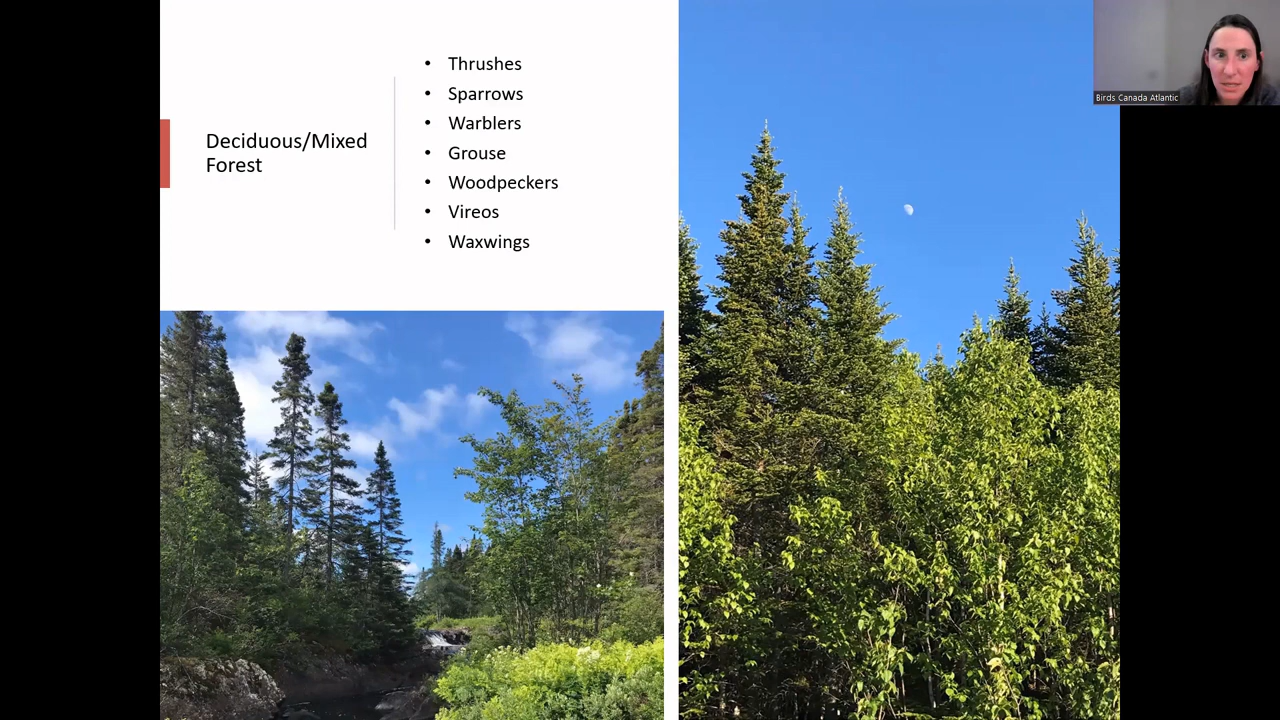 Deciduous/Mixed
Forest
• Thrushes
• Sparrows
• Warblers
• Grouse
• Woodpeckers
• Vireos
• Waxwings
Birds Canada Atlantic